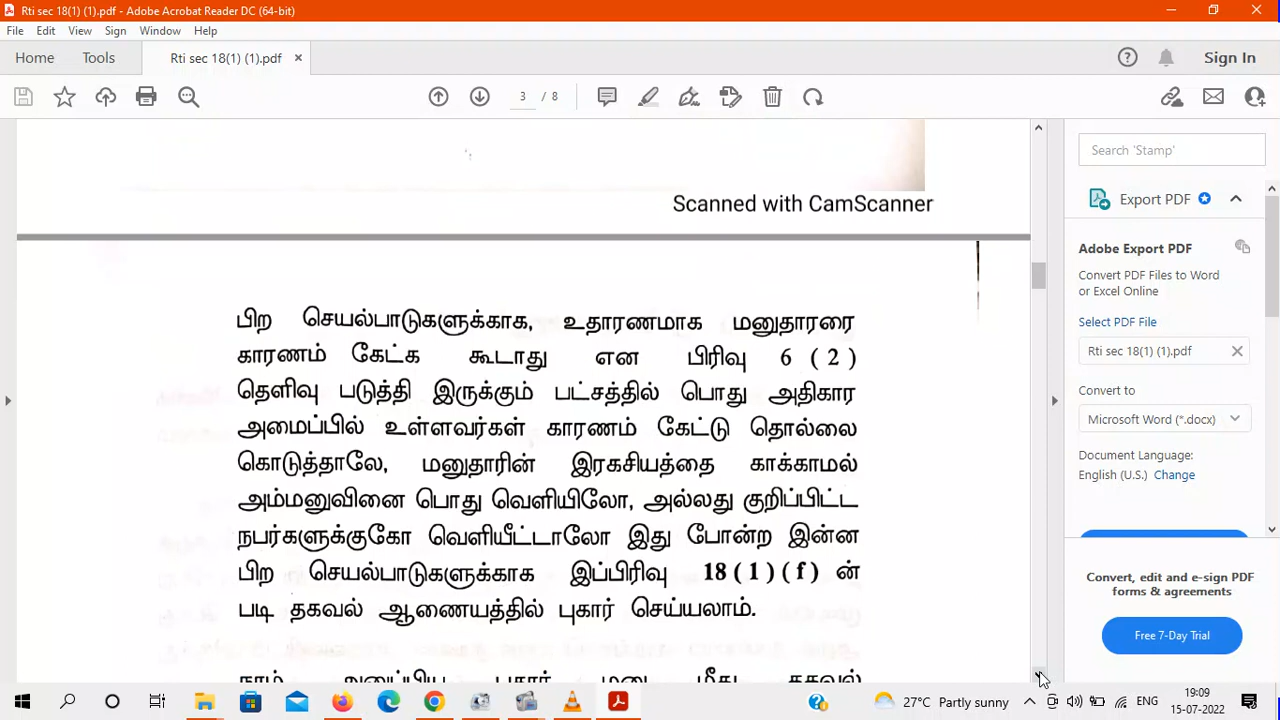 Rti sec 18(1) (1).pdf - Adobe Acrobat Reader DC (64-bit)
File Edit View Sign Window Help
Home Tools Rti sec 18(1) (1).pdf × Sign In
3 / 8
Search 'Stamp'
Scanned with CamScanner
Export PDF
Adobe Export PDF
Convert PDF Files to Word
or Excel Online
Select PDF File
Rti sec 18(1) (1).pdf
Convert to
Microsoft Word (*.docx)
Document Language:
English (U.S.) Change
Convert, edit and e-sign PDF
forms & agreements
Free 7-Day Trial
பிற செயல்பாடுகளுக்காக, உதாரணமாக மனுதாரரை
காரணம் கேட்க கூடாது என பிரிவு 6 ( 2 )
தெளிவு படுத்தி இருக்கும் பட்சத்தில் பொது அதிகார
அமைப்பில் உள்ளவர்கள் காரணம் கேட்டு தொல்லை
கொடுத்தாலே, மனுதாரின் இரகசியத்தை காக்காமல்
அம்மனுவினை பொது வெளியிலோ, அல்லது குறிப்பிட்ட
நபர்களுக்குகோ வெளியீட்டாலோ இது போன்ற இன்ன
பிற செயல்பாடுகளுக்காக இப்பிரிவு 18 ( 1 ) ( f ) ன்
படி தகவல் ஆணையத்தில் புகார் செய்யலாம்.
நாம் அனுப்பிய புகார் மனு மீது தகவல்
27°C Partly sunny ENG 19:09
15-07-2022